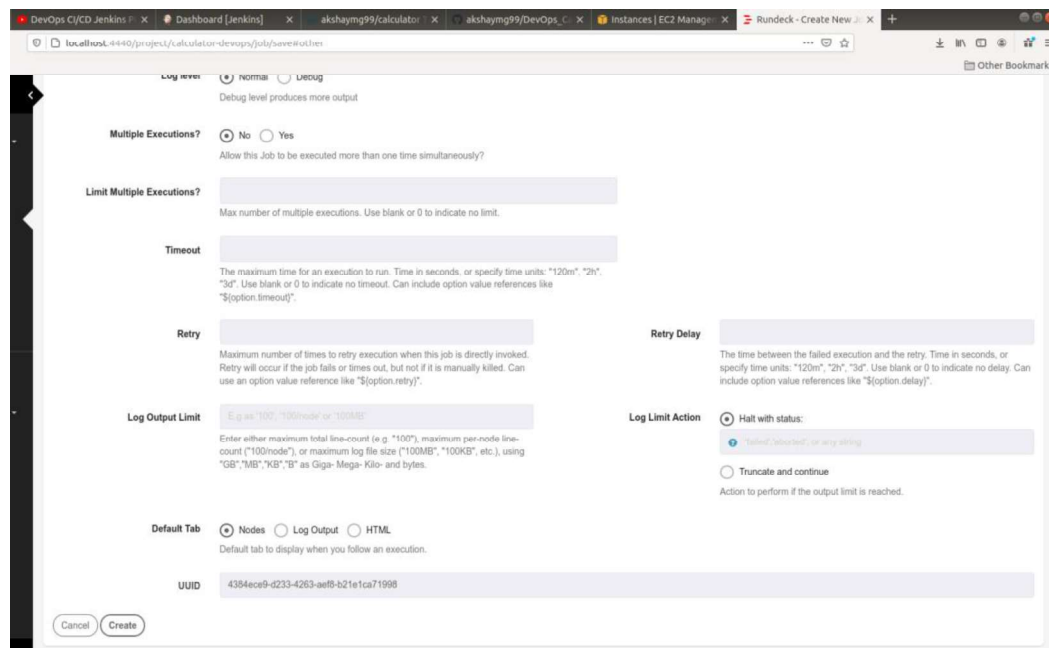 DevOps CI/CD Jenkins P
Dashboard [Jenkins]
akshaymg99/calculator
akshaymg99/DevOps_C
Instances | EC2 Manager
Rundeck - Create New J
localhost:4440/project/calculator-devops/job/save#other
Other Bookmark
Log level
Normal
Debug
Debug level produces more output
Multiple Executions?
No
Yes
Allow this Job to be executed more than one time simultaneously?
Limit Multiple Executions?
Max number of multiple executions. Use blank or 0 to indicate no limit.
Timeout
The maximum time for an execution to run. Time in seconds, or specify time units: "120m", "2h",
"3d". Use blank or 0 to indicate no timeout. Can include option value references like
"${option.timeout}".
Retry
Maximum number of times to retry execution when this job is directly invoked.
Retry will occur if the job fails or times out, but not if it is manually killed. Can
use an option value reference like "${option.retry}".
Retry Delay
The time between the failed execution and the retry. Time in seconds, or
specify time units: "120m", "2h", "3d". Use blank or 0 to indicate no delay. Can
include option value references like "${option.delay}".
Log Output Limit
E.g as '100', '100/node' or '100MB'
Enter either maximum total line-count (e.g. "100"), maximum per-node line-
count ("100/node"), or maximum log file size ("100MB", "100KB", etc.), using
"GB","MB","KB","B" as Giga- Mega- Kilo- and bytes.
Log Limit Action
Halt with status:
'failed','aborted', or any string
Truncate and continue
Action to perform if the output limit is reached.
Default Tab
Nodes
Log Output
HTML
Default tab to display when you follow an execution.
UUID
4384ece9-d233-4263-aef8-b21e1ca71998
Cancel
Create